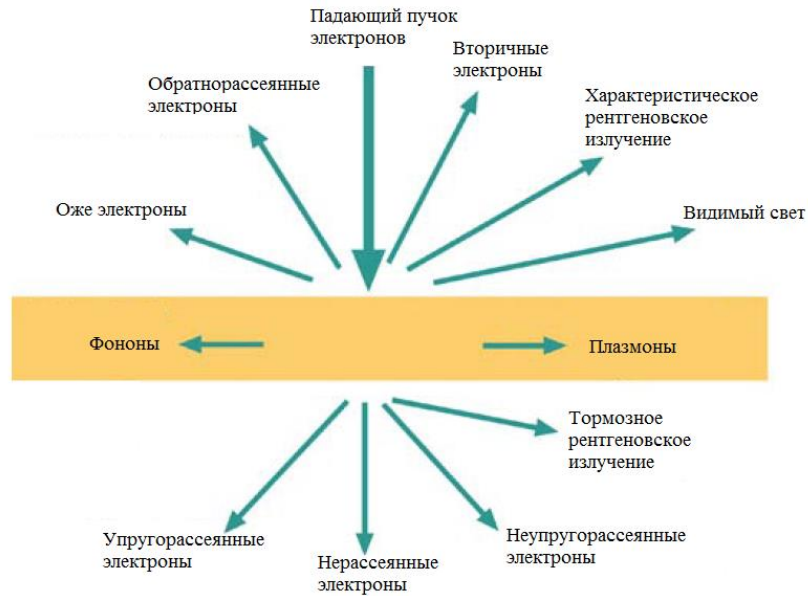 Падающий пучок
электронов
Вторичные
электроны
Обратнорассеянные
электроны
Характеристическое
рентгеновское
излучение
Оже электроны
Видимый свет
Фононы
Плазмоны
Тормозное
рентгеновское
излучение
Упругорассеянные
электроны
Нерассеянные
электроны
Неупругорассеянные
электроны